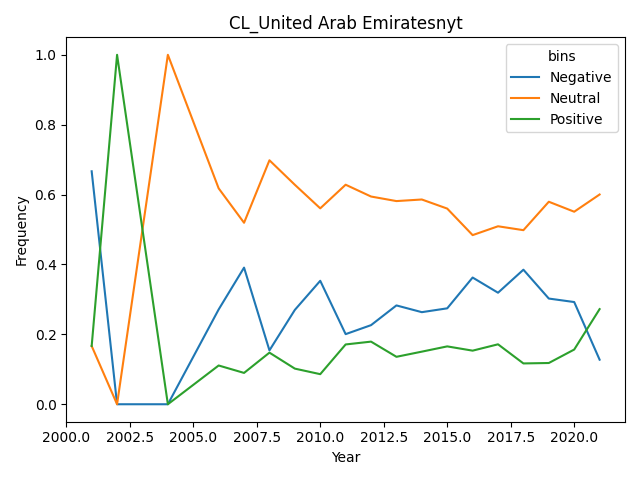 CL_United Arab Emiratesnyt
bins
Negative
Neutral
Positive
Frequency
1.0
0.8
0.6
0.4
0.2
0.0
2000.0 2002.5 2005.0 2007.5 2010.0 2012.5 2015.0 2017.5 2020.0
Year